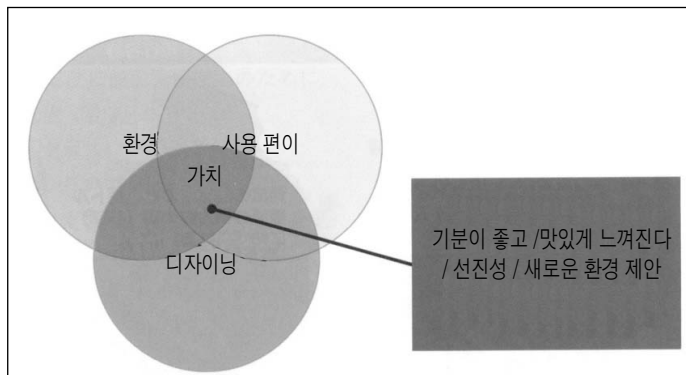 환경
사용 편이
가치
디자이닝
기분이 좋고 /맛있게 느껴진다
/ 선진성 / 새로운 환경 제안